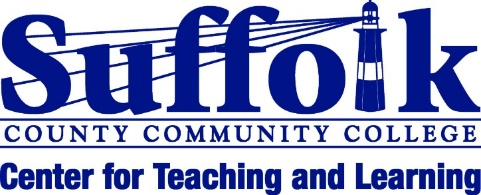 Suffolk
COUNTY COMMUNITY COLLEGE
Center for Teaching and Learning